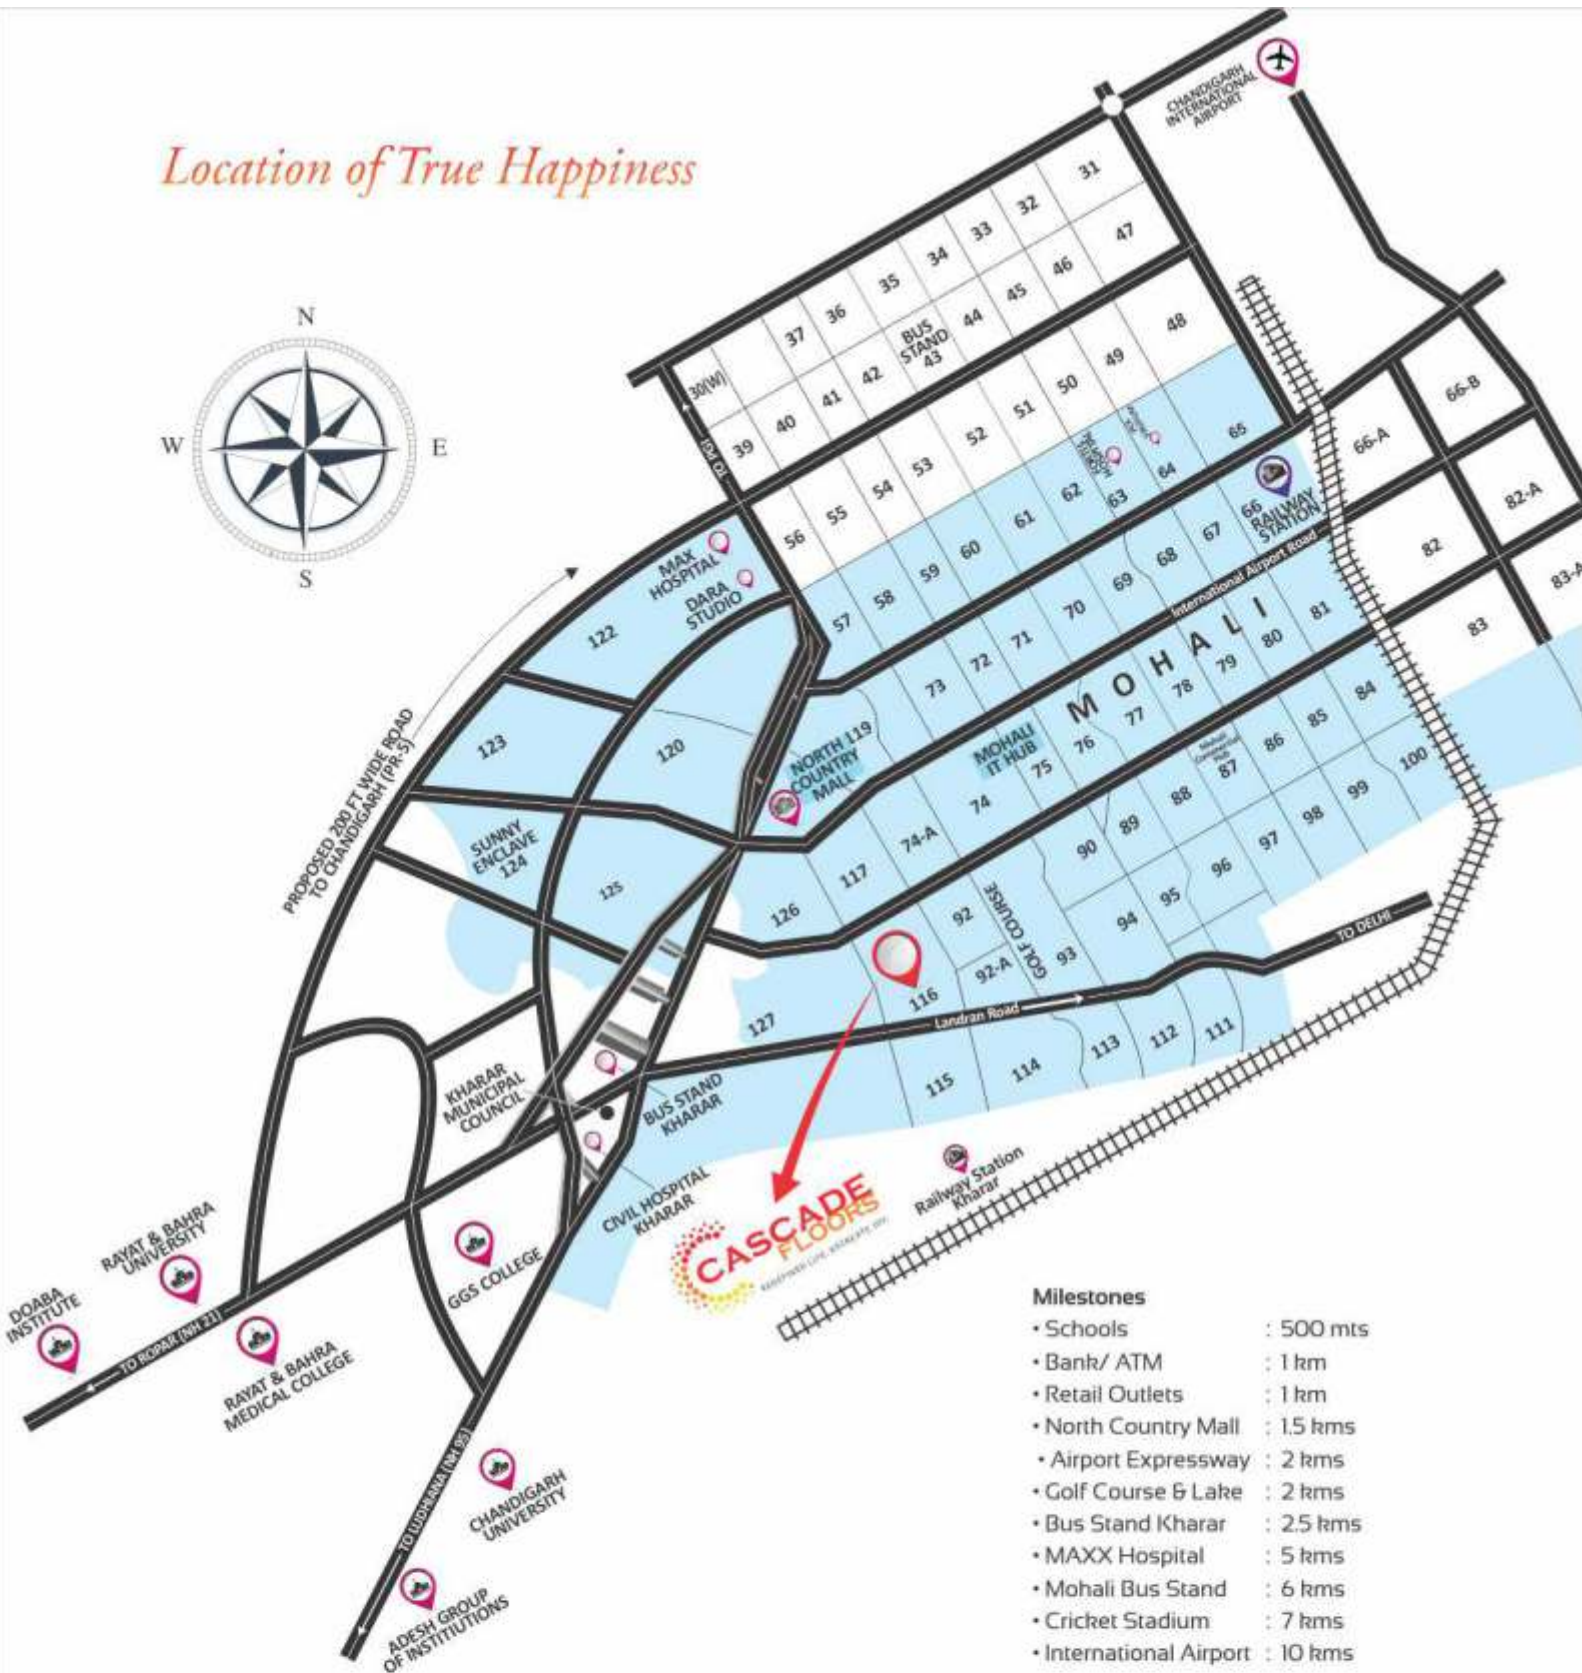 Location of True Happiness
N
W
E
S
CHANDIGARH
INTERNATIONAL
AIRPORT
31
32
33
34
35
36
37
30(W)
47
46
45
44
BUS
STAND
43
42
41
40
39
TO PGI
48
49
50
51
52
53
54
55
56
65
64
63
FORTIS
HOSPITAL
62
61
60
59
58
57
66-B
66-A
82-A
82
83-A
83
66
RAILWAY
STATION
67
68
69
70
71
72
73
International Airport Road
MOHALI
81
80
79
78
77
76
75
MOHALI
IT HUB
74
74-A
NORTH 119
COUNTRY
MALL
117
126
MAX
HOSPITAL
DARA
STUDIO
122
123
120
SUNNY
ENCLAVE
124
125
PROPOSED 200 FT WIDE ROAD
TO CHANDIGARH (PR-5)
84
85
86
Mohali
Commercial
Hub
87
88
89
90
100
99
98
97
96
95
94
93
GOLF COURSE
92
92-A
116
127
Landran Road
TO DELHI
111
112
113
114
115
KHARAR
MUNICIPAL
COUNCIL
BUS STAND
KHARAR
CIVIL HOSPITAL
KHARAR
Railway Station
Kharar
CASCADE
FLOORS
RAYAT & BAHRA
UNIVERSITY
DOABA
INSTITUTE
TO ROPAR (NH 21)
RAYAT & BAHRA
MEDICAL COLLEGE
GGS COLLEGE
TO LUDHIANA (NH 95)
CHANDIGARH
UNIVERSITY
ADESH GROUP
OF INSTITIUTIONS
Milestones
• Schools : 500 mts
• Bank/ ATM : 1 km
• Retail Outlets : 1 km
• North Country Mall : 1.5 kms
• Airport Expressway : 2 kms
• Golf Course & Lake : 2 kms
• Bus Stand Kharar : 2.5 kms
• MAXX Hospital : 5 kms
• Mohali Bus Stand : 6 kms
• Cricket Stadium : 7 kms
• International Airport : 10 kms